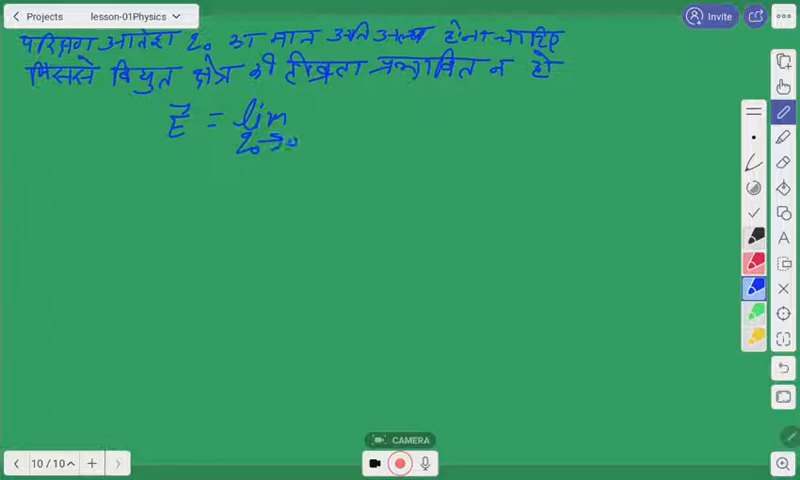 Projects
lesson-01Physics
Invite
परिक्षण आवेश q₀ का मान अति अल्प होना चाहिए
जिससे विद्युत क्षेत्र की तीव्रता प्रभावित न हो
E⃗ = lim
q₀→0
CAMERA
10 / 10